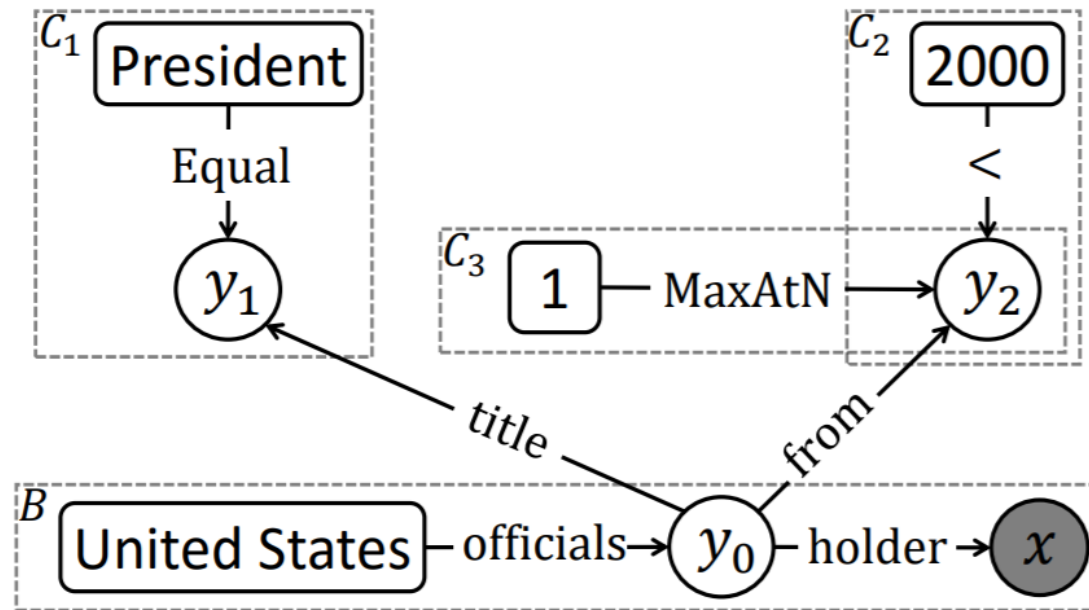 C₁ President
Equal
y₁
C₂ 2000
<
C₃ 1 MaxAtN y₂
title
from
B United States officials y₀ holder x